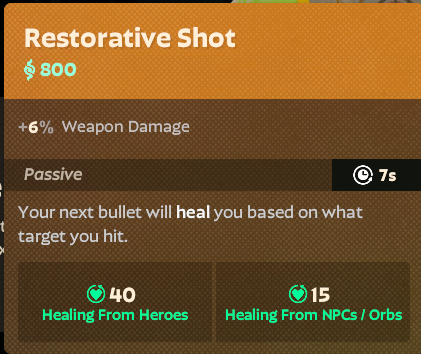 Restorative Shot
800
+6% Weapon Damage
Passive 7s
Your next bullet will heal you based on what
target you hit.
40 15
Healing From Heroes Healing From NPCs / Orbs